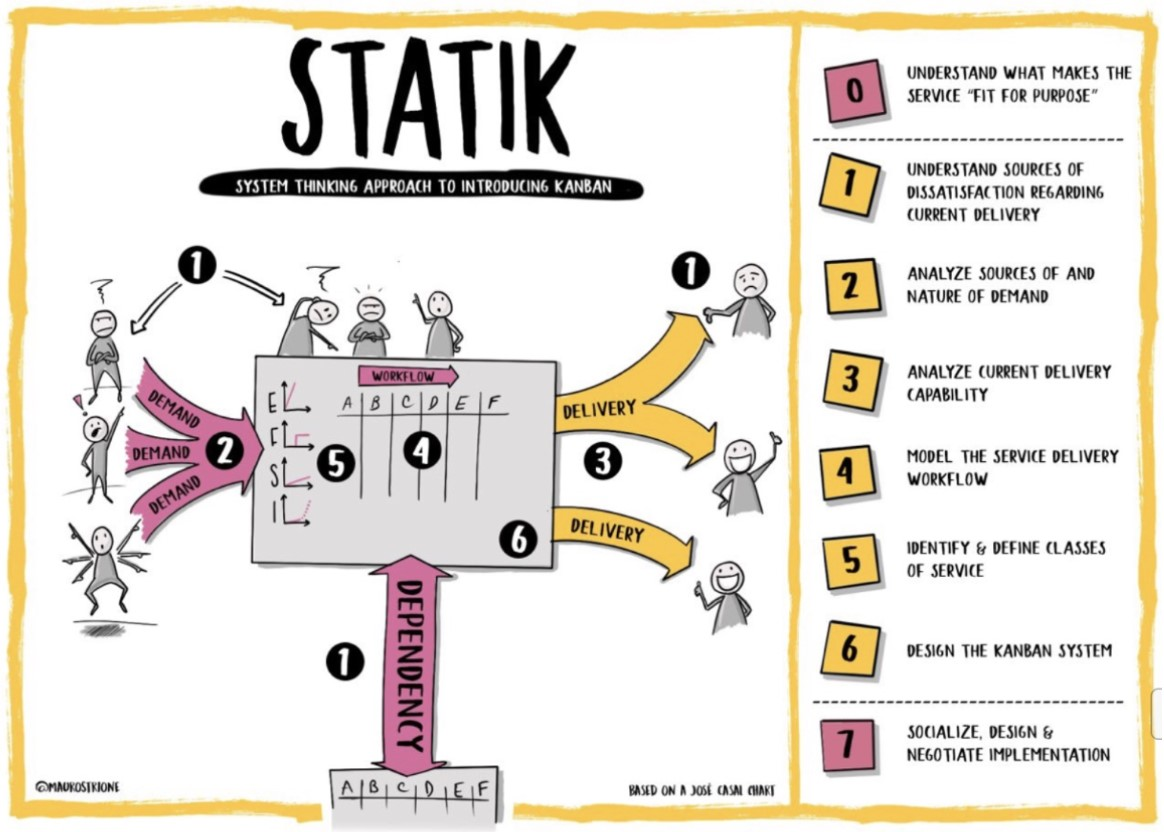 STATIK
SYSTEM THINKING APPROACH TO INTRODUCING KANBAN
1
1
DEMAND
DEMAND
DEMAND
2
WORKFLOW
A B C D E F
E
F
S
I
5
4
6
DELIVERY
3
DELIVERY
1
DEPENDENCY
A B C D E F
@MAUROSTRIONE
BASED ON A JOSÉ CASAL CHART
0
UNDERSTAND WHAT MAKES THE
SERVICE “FIT FOR PURPOSE”
1
UNDERSTAND SOURCES OF
DISSATISFACTION REGARDING
CURRENT DELIVERY
2
ANALYZE SOURCES OF AND
NATURE OF DEMAND
3
ANALYZE CURRENT DELIVERY
CAPABILITY
4
MODEL THE SERVICE DELIVERY
WORKFLOW
5
IDENTIFY & DEFINE CLASSES
OF SERVICE
6
DESIGN THE KANBAN SYSTEM
7
SOCIALIZE, DESIGN &
NEGOTIATE IMPLEMENTATION